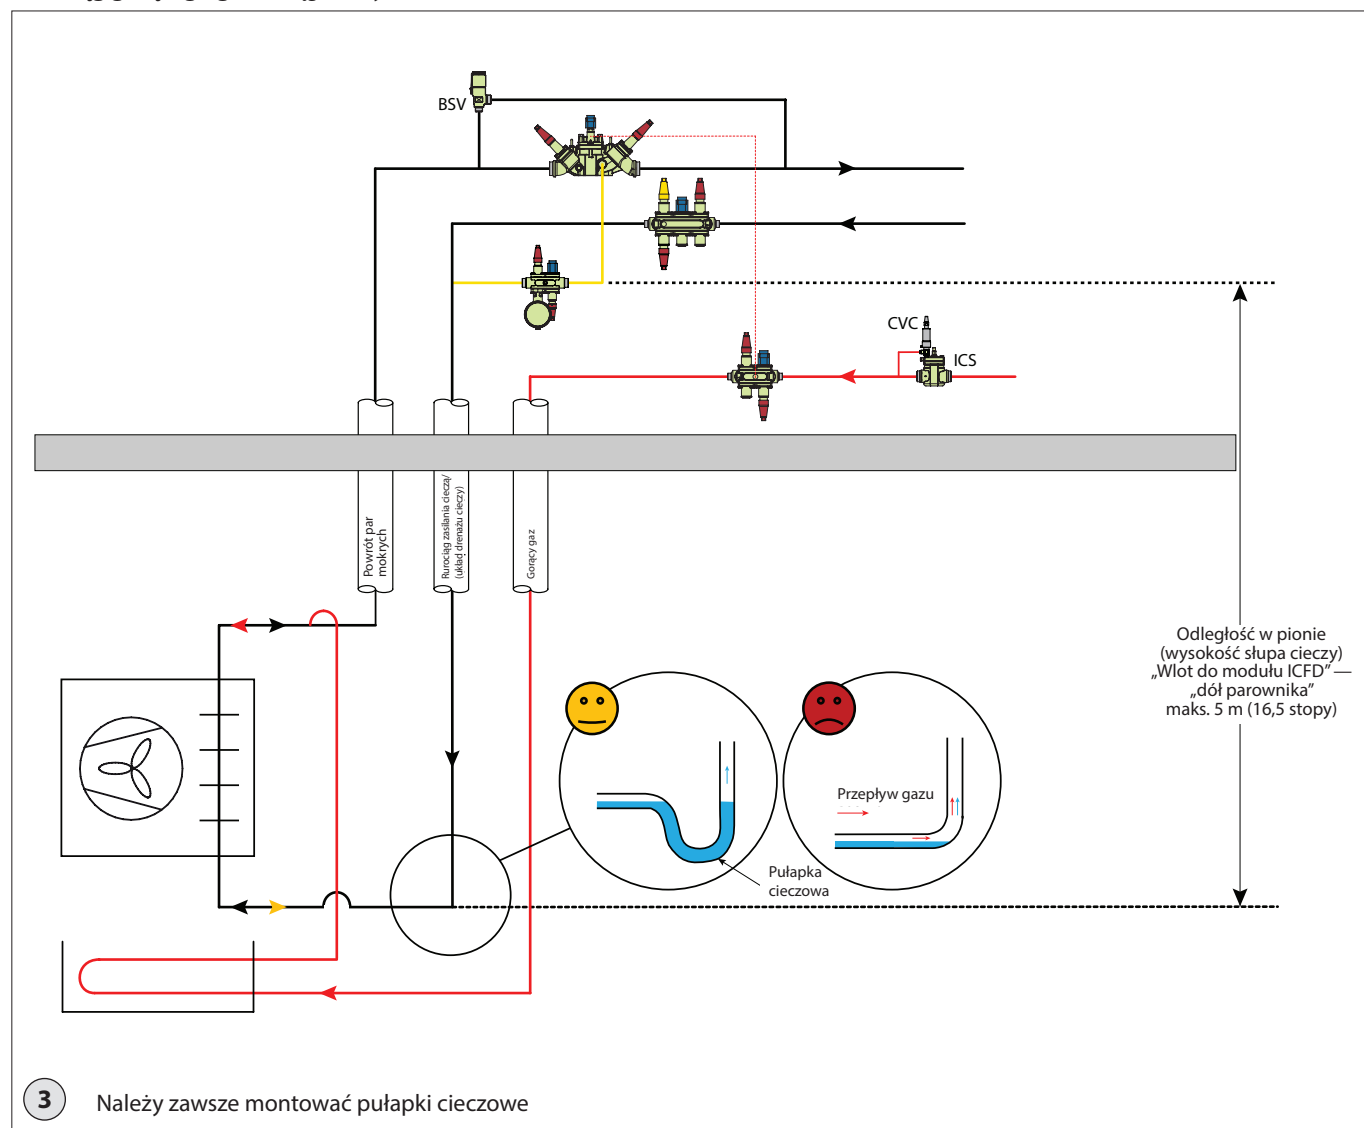 BSV
CVC
ICS
Powrót par
mokrych
Rurociąg zasilania cieczą/
(układ drenażu cieczy)
Gorący gaz
Odległość w pionie
(wysokość słupa cieczy)
„Wlot do modułu ICFD” —
„dół parownika”
maks. 5 m (16,5 stopy)
Przepływ gazu
Pułapka
cieczowa
3 Należy zawsze montować pułapki cieczowe